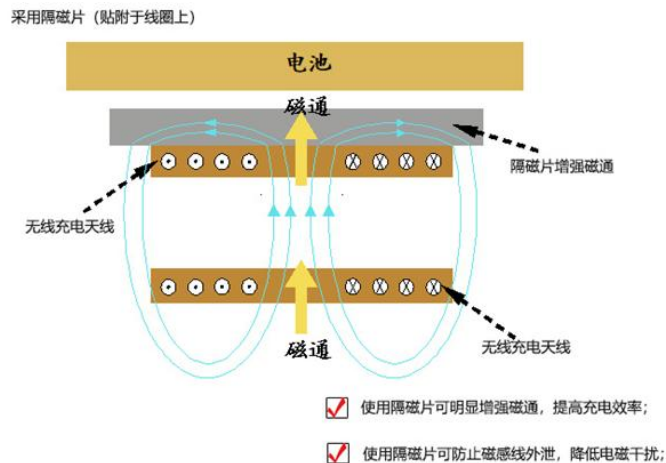 采用隔磁片（贴附于线圈上）
电池
磁通
隔磁片增强磁通
无线充电天线
无线充电天线
磁通
使用隔磁片可明显增强磁通，提高充电效率；
使用隔磁片可防止磁感线外泄，降低电磁干扰；